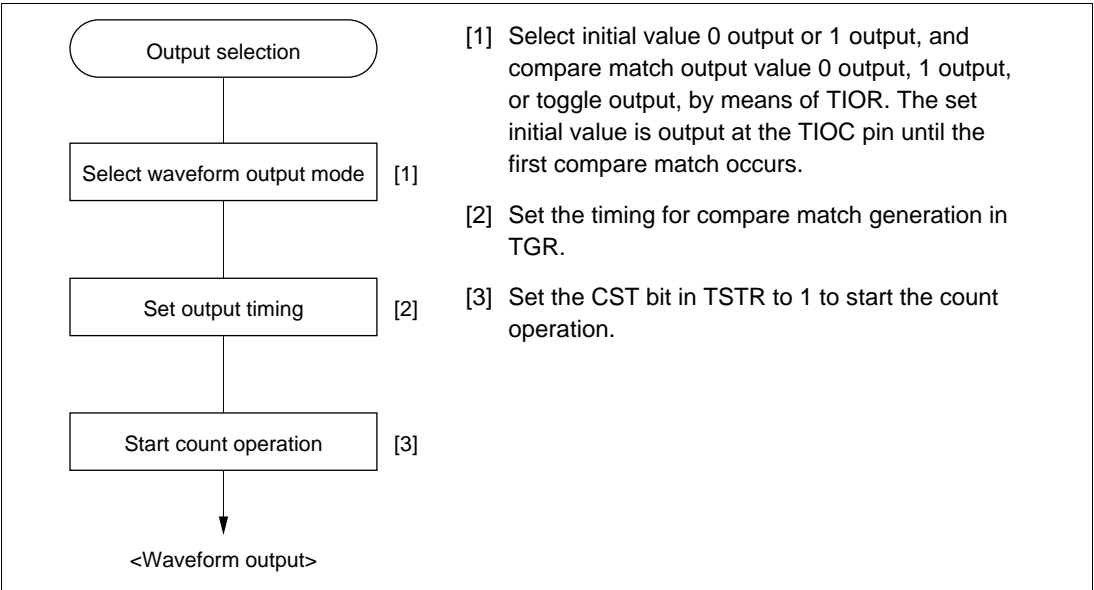 Output selection
Select waveform output mode [1]
Set output timing [2]
Start count operation [3]
<Waveform output>
[1] Select initial value 0 output or 1 output, and
compare match output value 0 output, 1 output,
or toggle output, by means of TIOR. The set
initial value is output at the TIOC pin until the
first compare match occurs.
[2] Set the timing for compare match generation in
TGR.
[3] Set the CST bit in TSTR to 1 to start the count
operation.